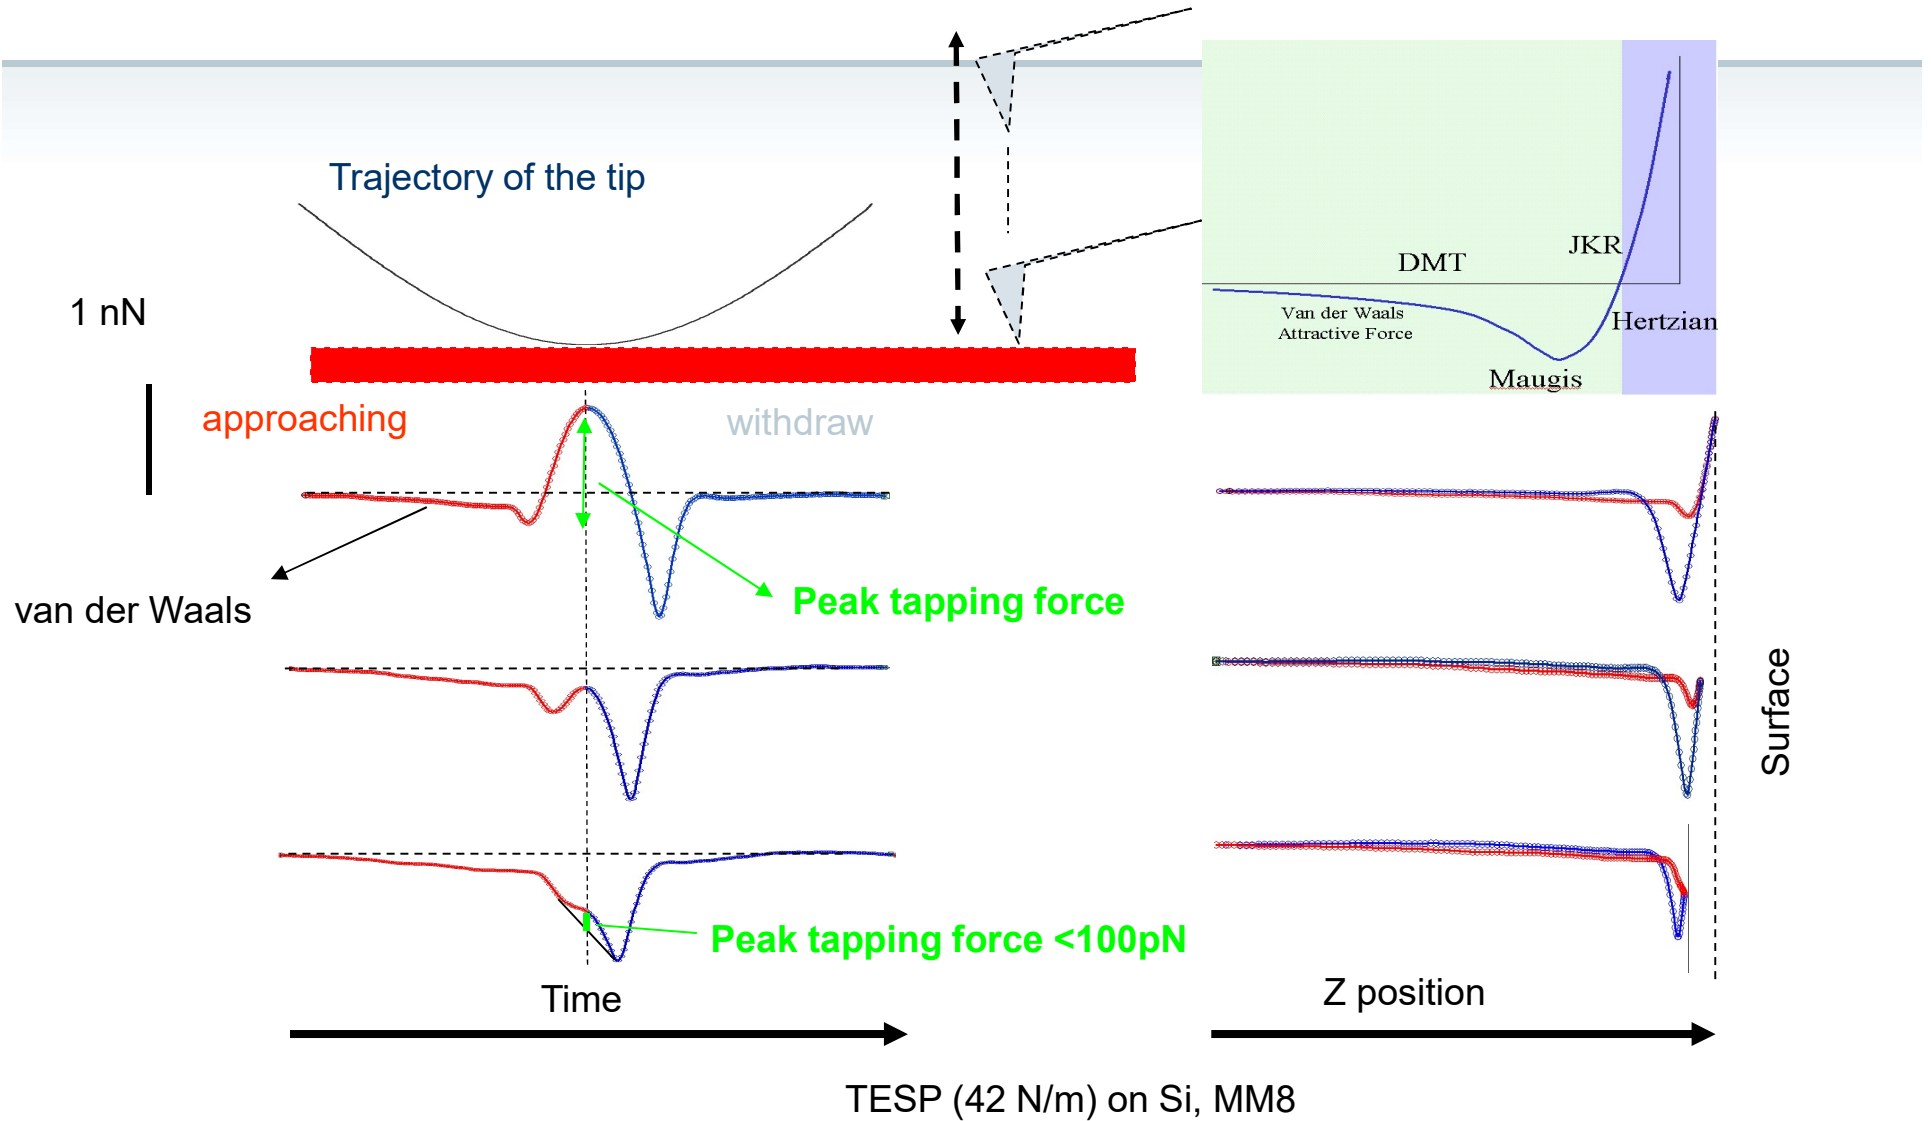 Trajectory of the tip
1 nN
DMT
JKR
Van der Waals
Attractive Force
Hertzian
Maugis
approaching
withdraw
van der Waals
Peak tapping force
Surface
Peak tapping force <100pN
Time
Z position
TESP (42 N/m) on Si, MM8